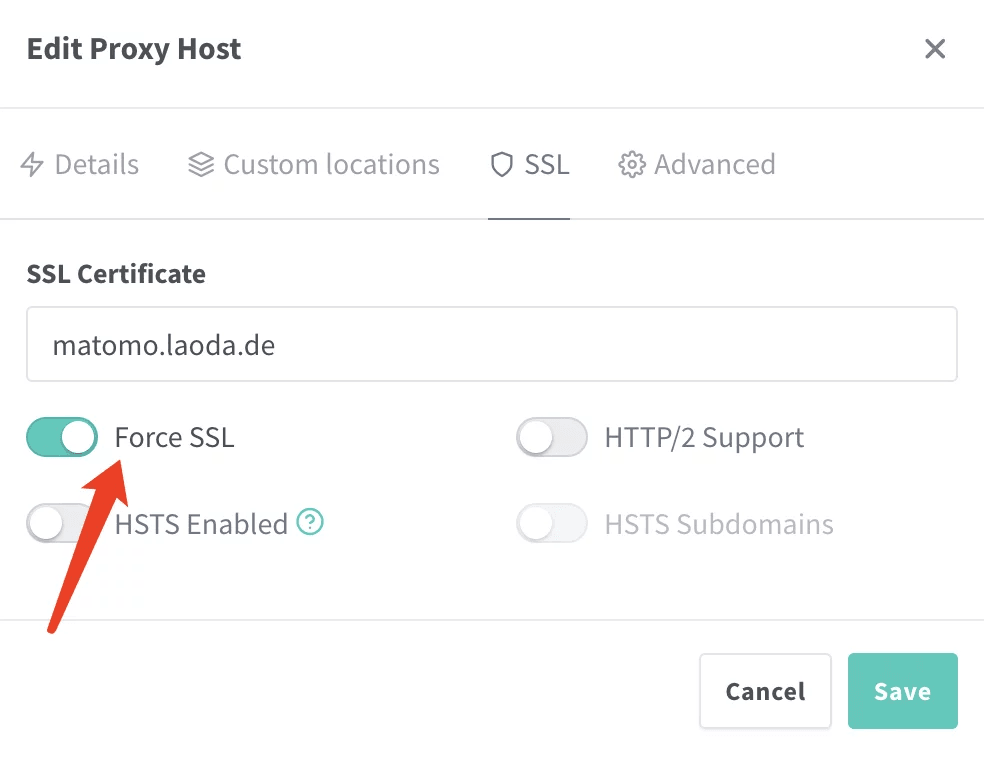 Edit Proxy Host
Details Custom locations SSL Advanced
SSL Certificate
matomo.laoda.de
Force SSL HTTP/2 Support
HSTS Enabled ? HSTS Subdomains
Cancel Save